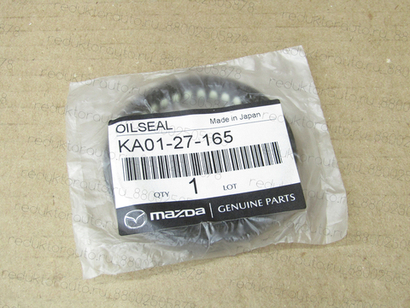 OILSEAL Made in Japan
KA01-27-165
QTY 1 LOT
mazda GENUINE PARTS